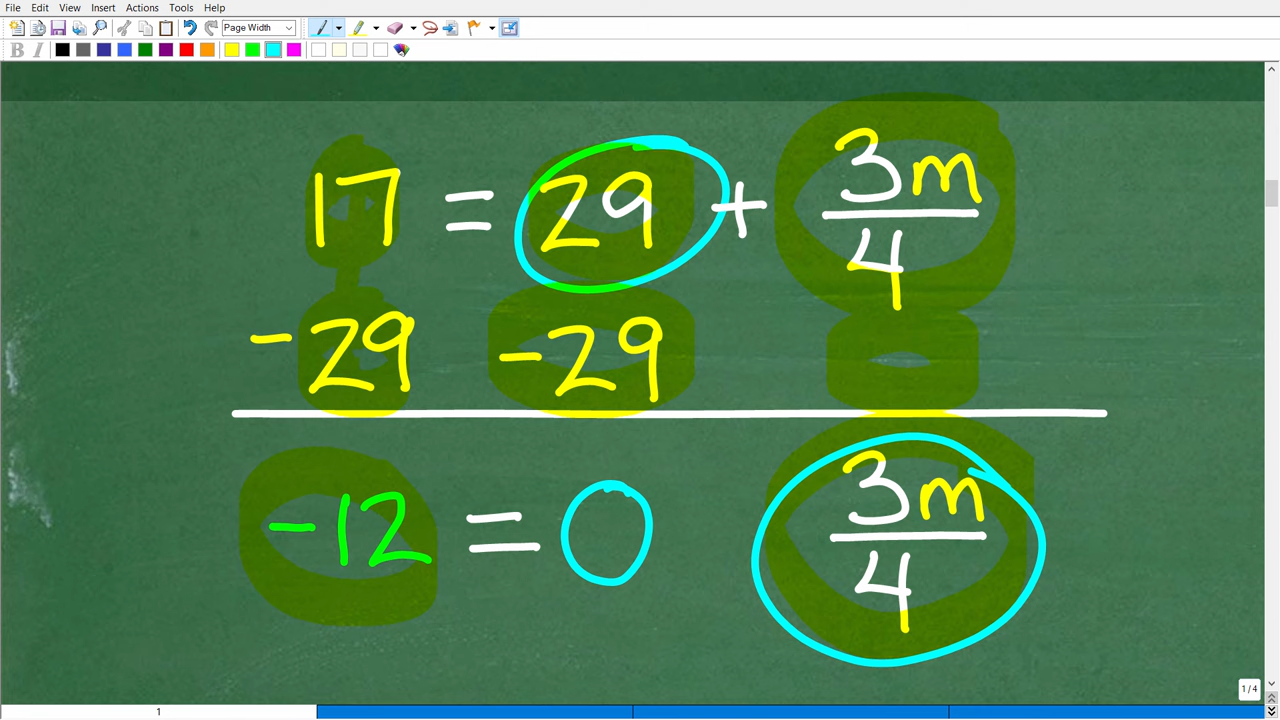 File Edit View Insert Actions Tools Help
Page Width
B I
17 = 29 + 3m/4
-29 -29
-12 = 0 3m/4
1/4
1